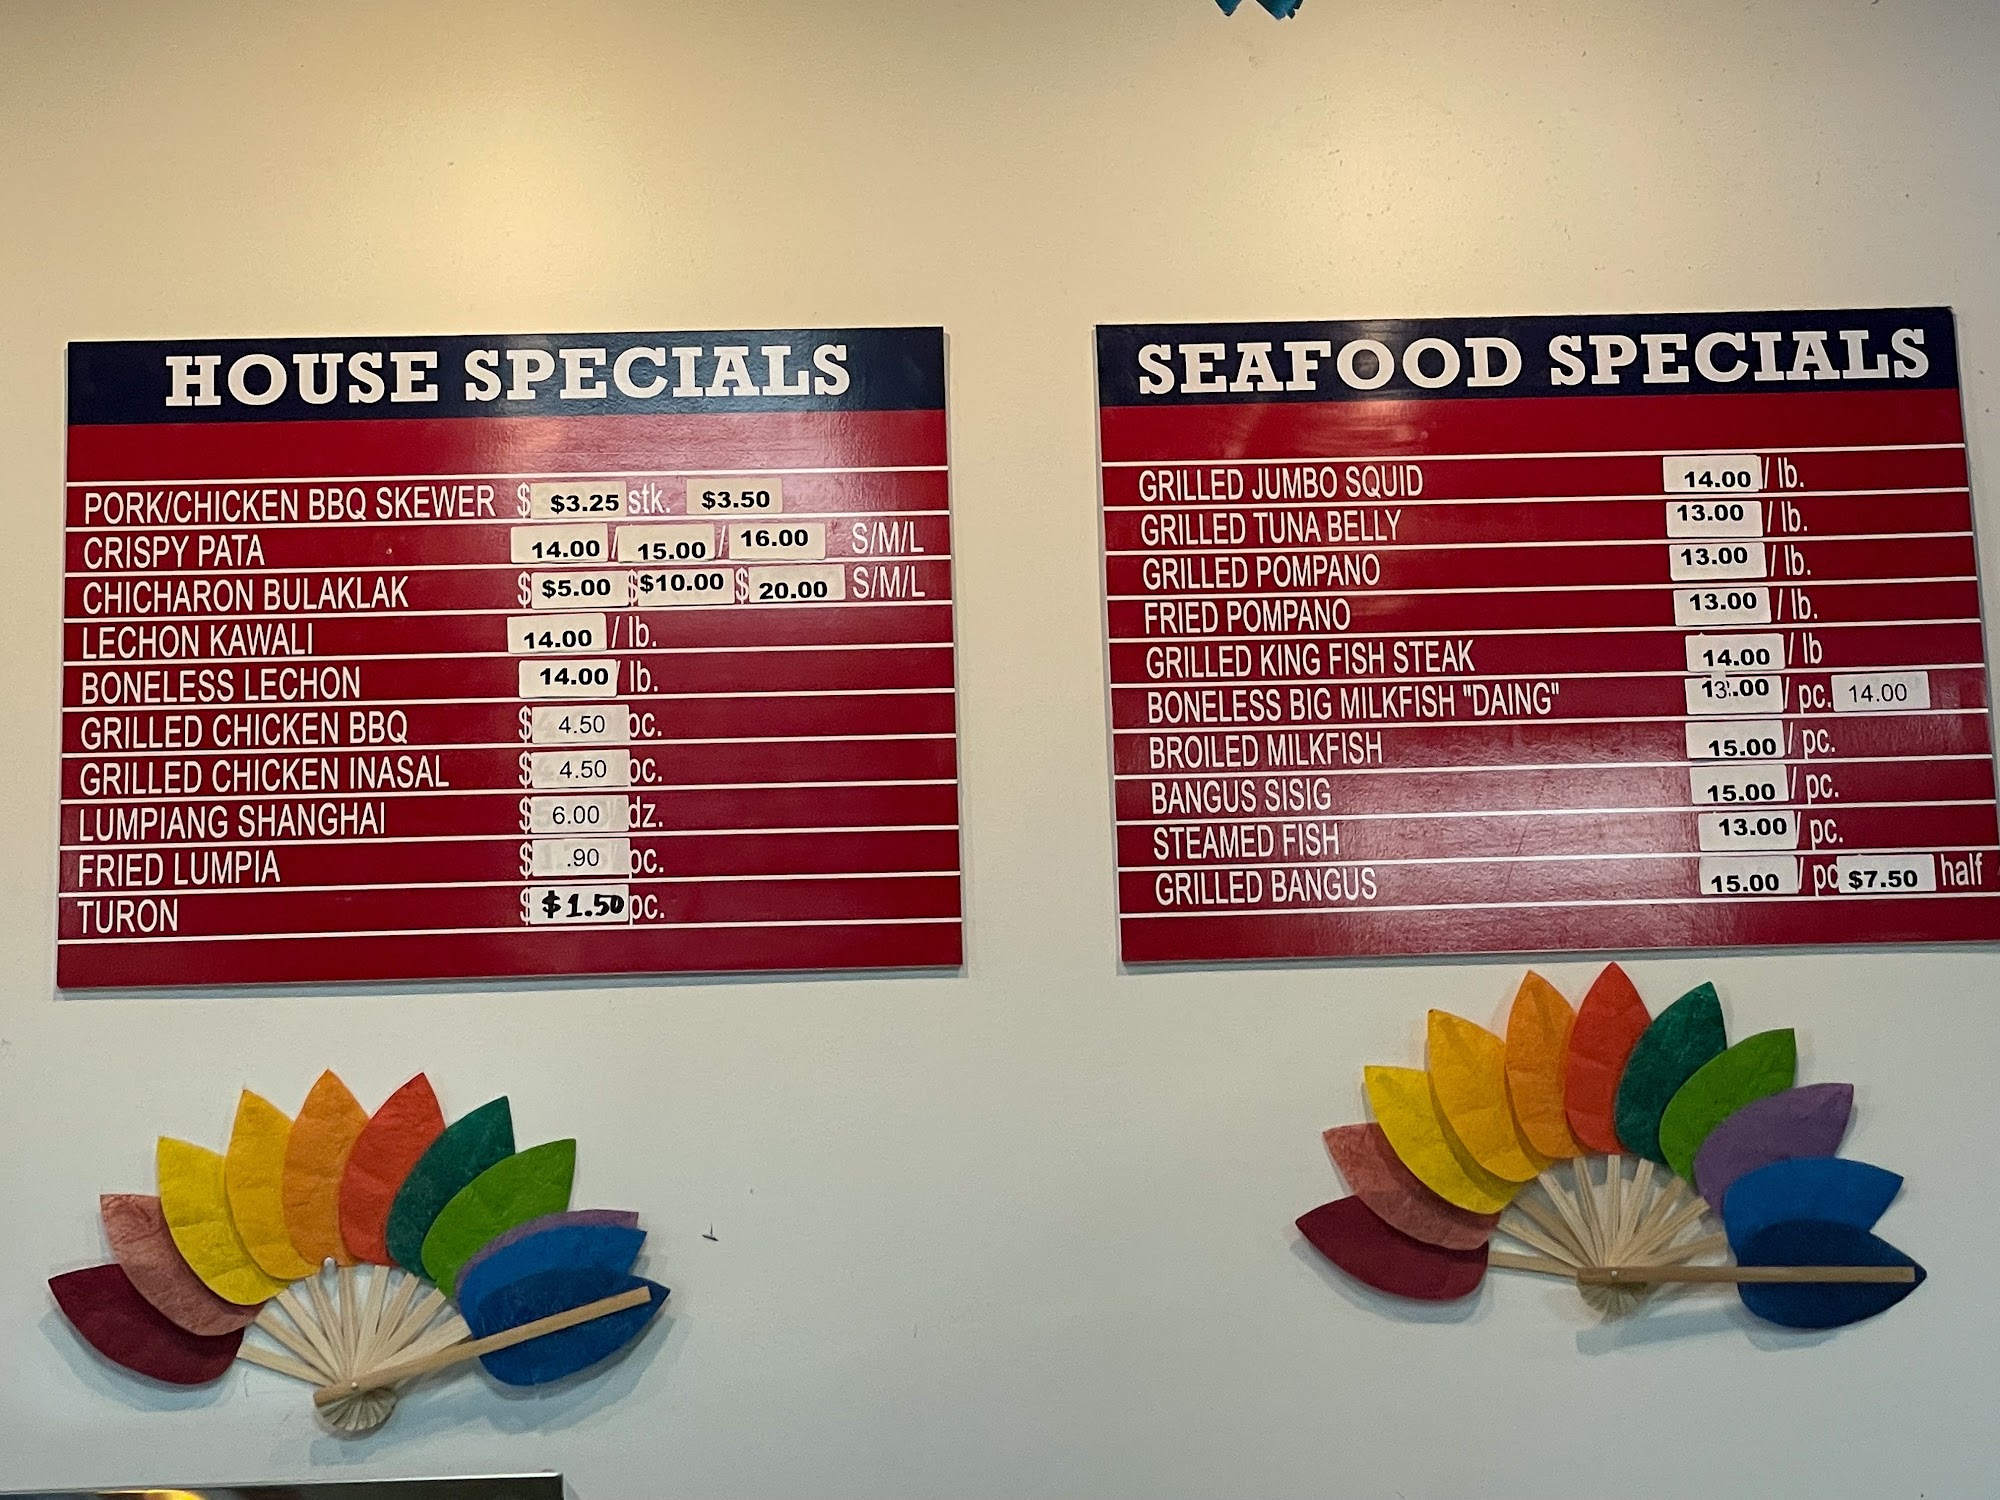 HOUSE SPECIALS
PORK/CHICKEN BBQ SKEWER $ $3.25 stk. $3.50
CRISPY PATA 14.00 / 15.00 / 16.00 S/M/L
CHICHARON BULAKLAK $ $5.00 $ $10.00 $ 20.00 S/M/L
LECHON KAWALI 14.00 / lb.
BONELESS LECHON 14.00 / lb.
GRILLED CHICKEN BBQ $ 4.50 pc.
GRILLED CHICKEN INASAL $ 4.50 pc.
LUMPIANG SHANGHAI $ 6.00 dz.
FRIED LUMPIA $ .90 pc.
TURON $ $1.50 pc.
SEAFOOD SPECIALS
GRILLED JUMBO SQUID 14.00 / lb.
GRILLED TUNA BELLY 13.00 / lb.
GRILLED POMPANO 13.00 / lb.
FRIED POMPANO 13.00 / lb.
GRILLED KING FISH STEAK 14.00 / lb
BONELESS BIG MILKFISH "DAING" 13.00 / pc. 14.00
BROILED MILKFISH 15.00 / pc.
BANGUS SISIG 15.00 / pc.
STEAMED FISH 13.00 / pc.
GRILLED BANGUS 15.00 / pc $7.50 half